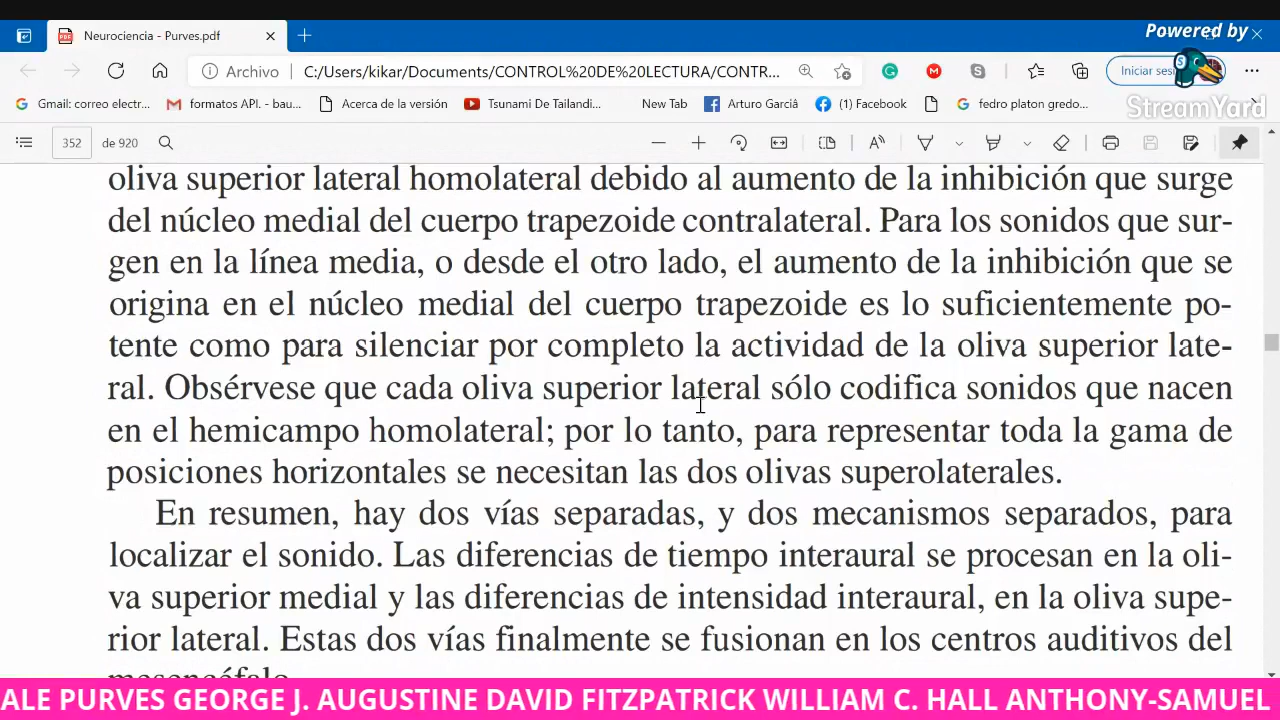 Powered by
Neurociencia - Purves.pdf
Archivo
C:/Users/kikar/Documents/CONTROL%20DE%20LECTURA/CONTR...
Iniciar
StreamYard
Gmail: correo electr...
formatos API. - bau...
Acerca de la versión
Tsunami De Tailandi...
New Tab
Arturo Garciâ
(1) Facebook
fedro platon gredo...
352 de 920
oliva superior lateral homolateral debido al aumento de la inhibición que surge
del núcleo medial del cuerpo trapezoide contralateral. Para los sonidos que sur-
gen en la línea media, o desde el otro lado, el aumento de la inhibición que se
origina en el núcleo medial del cuerpo trapezoide es lo suficientemente po-
tente como para silenciar por completo la actividad de la oliva superior late-
ral. Obsérvese que cada oliva superior lateral sólo codifica sonidos que nacen
en el hemicampo homolateral; por lo tanto, para representar toda la gama de
posiciones horizontales se necesitan las dos olivas superolaterales.
En resumen, hay dos vías separadas, y dos mecanismos separados, para
localizar el sonido. Las diferencias de tiempo interaural se procesan en la oli-
va superior medial y las diferencias de intensidad interaural, en la oliva supe-
rior lateral. Estas dos vías finalmente se fusionan en los centros auditivos del
mesencéfalo.
ALE PURVES GEORGE J. AUGUSTINE DAVID FITZPATRICK WILLIAM C. HALL ANTHONY-SAMUEL